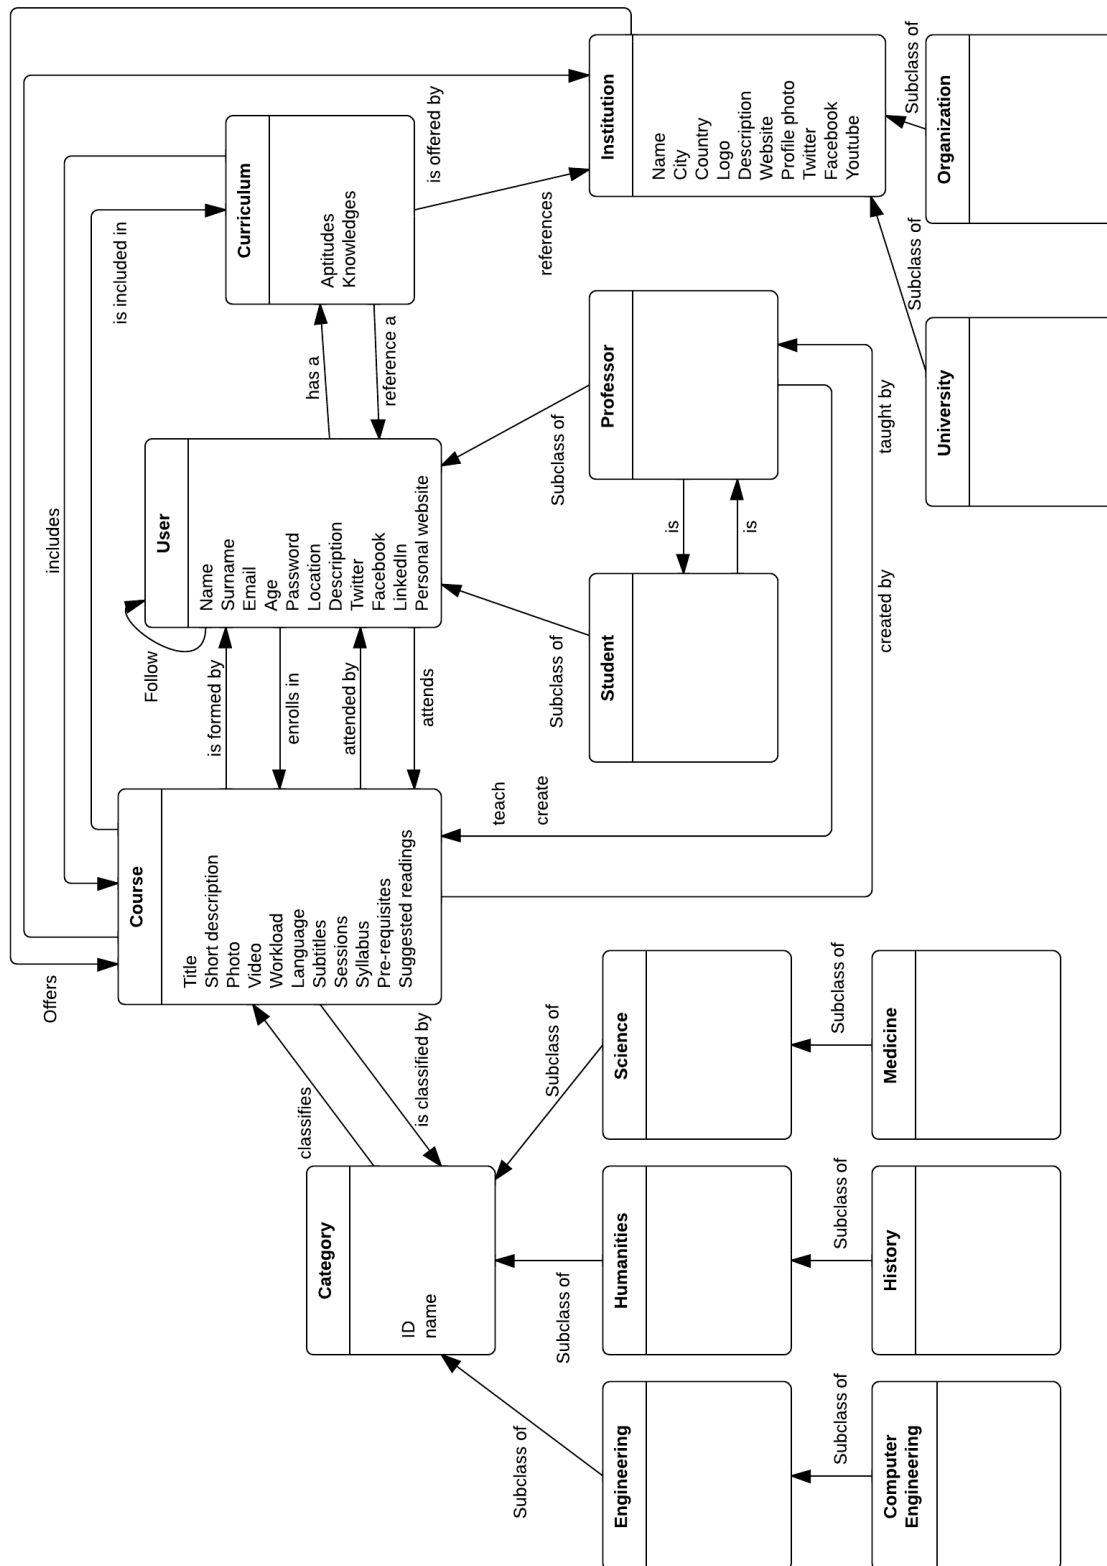 Offers
includes
is included in
is offered by
Course
Title
Short description
Photo
Video
Workload
Language
Subtitles
Sessions
Syllabus
Pre-requisites
Suggested readings
Follow
is formed by
enrolls in
attended by
attends
User
Name
Surname
Email
Age
Password
Location
Description
Twitter
Facebook
LinkedIn
Personal website
has a
reference a
Curriculum
Aptitudes
Knowledges
references
Institution
Name
City
Country
Logo
Description
Website
Profile photo
Twitter
Facebook
Youtube
Category
ID
name
classifies
is classified by
teach
create
Subclass of
Subclass of
Student
is
is
Professor
created by
taught by
Subclass of
Subclass of
University
Organization
Subclass of
Subclass of
Subclass of
Engineering
Humanities
Science
Subclass of
Subclass of
Subclass of
Computer
Engineering
History
Medicine